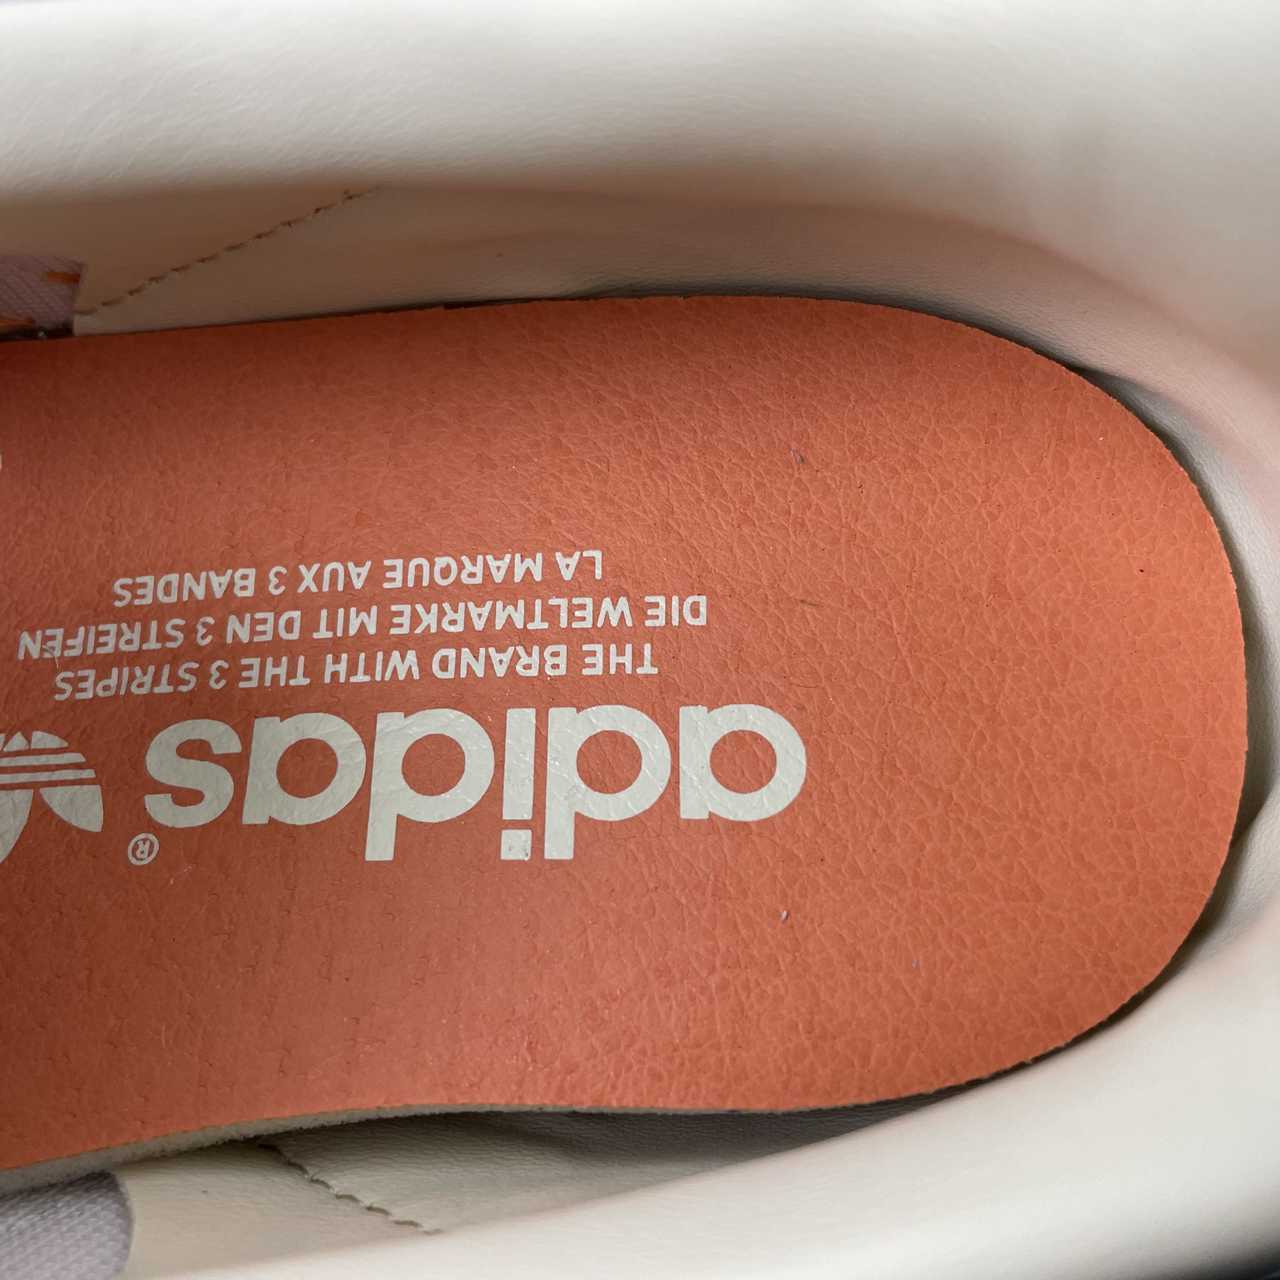 adidas®
THE BRAND WITH THE 3 STRIPES
DIE WELTMARKE MIT DEN 3 STREIFEN
LA MARQUE AUX 3 BANDES